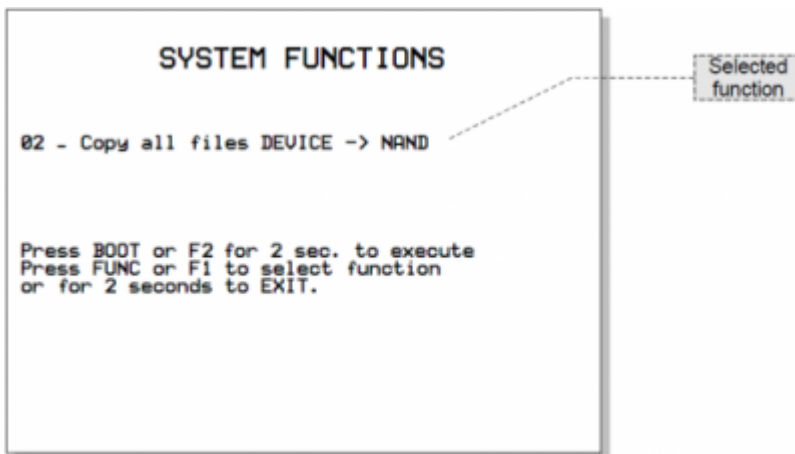 SYSTEM FUNCTIONS
Selected
function
02 - Copy all files DEVICE -> NAND
Press BOOT or F2 for 2 sec. to execute
Press FUNC or F1 to select function
or for 2 seconds to EXIT.